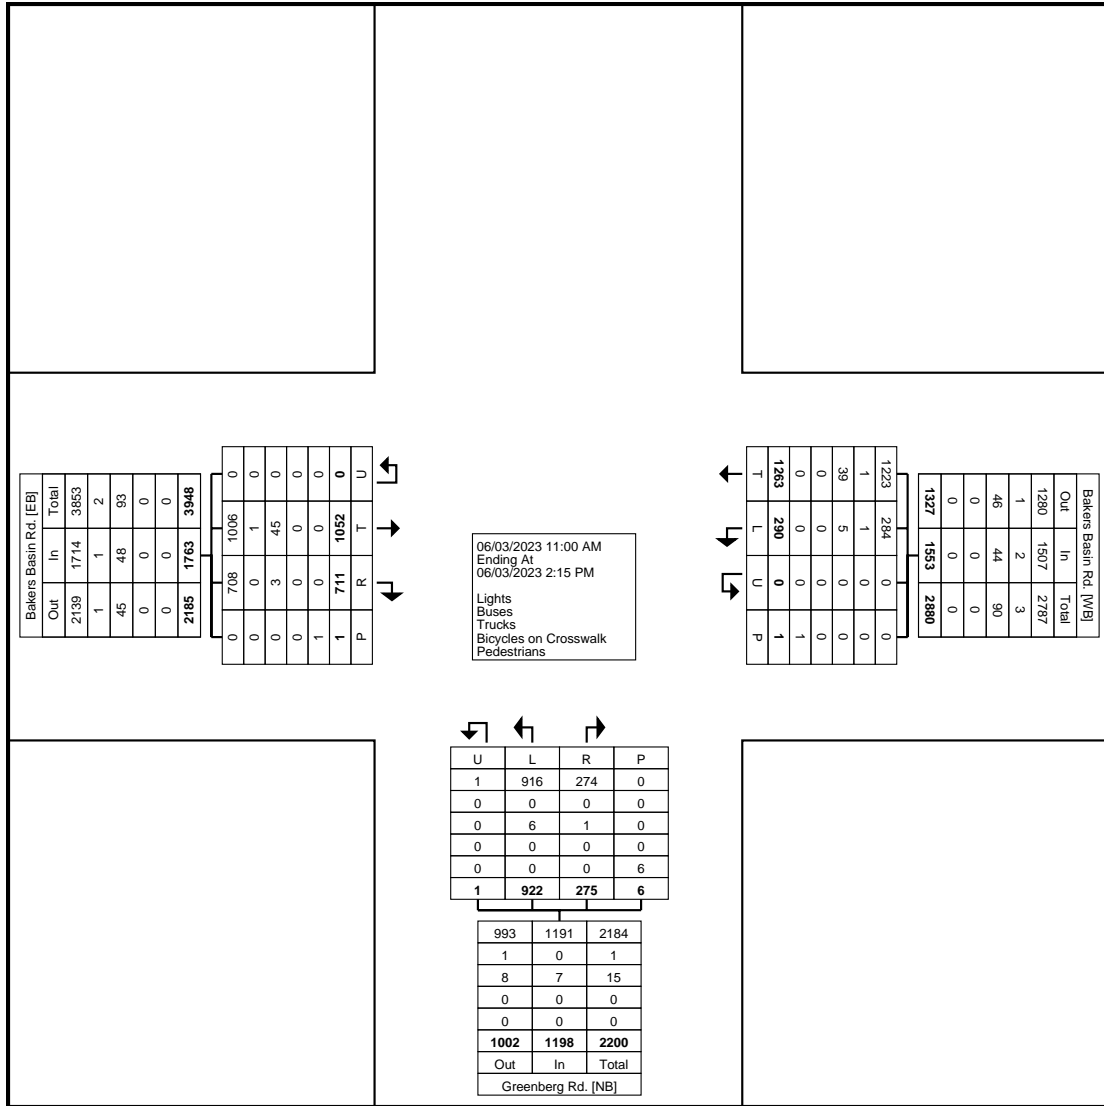 06/03/2023 11:00 AM
Ending At
06/03/2023 2:15 PM
Lights
Buses
Trucks
Bicycles on Crosswalk
Pedestrians
Bakers Basin Rd. [EB]
Total In Out
3853 1714 2139
2 1 1
93 48 45
0 0 0
0 0 0
3948 1763 2185
0 1006 708 0
0 1 0 0
0 45 3 0
0 0 0 0
0 0 0 1
0 1052 711 1
U T R P
Bakers Basin Rd. [WB]
Out In Total
1280 1507 2787
1 2 3
46 44 90
0 0 0
0 0 0
1327 1553 2880
1223 284 0 0
1 1 0 0
39 5 0 0
0 0 0 0
0 0 0 1
1263 290 0 1
T L U P
U L R P
1 916 274 0
0 0 0 0
0 6 1 0
0 0 0 0
0 0 0 6
1 922 275 6
993 1191 2184
1 0 1
8 7 15
0 0 0
0 0 0
1002 1198 2200
Out In Total
Greenberg Rd. [NB]